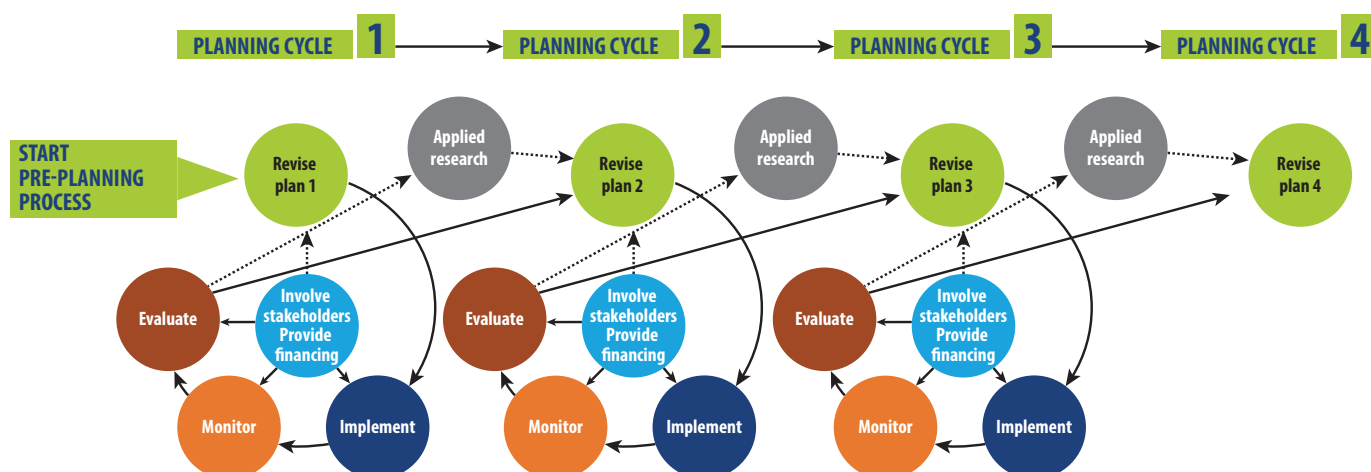 PLANNING CYCLE 1
PLANNING CYCLE 2
PLANNING CYCLE 3
PLANNING CYCLE 4
START
PRE-PLANNING
PROCESS
Revise
plan 1
Applied
research
Revise
plan 2
Applied
research
Revise
plan 3
Applied
research
Revise
plan 4
Evaluate
Involve
stakeholders
Provide
financing
Monitor
Implement
Evaluate
Involve
stakeholders
Provide
financing
Monitor
Implement
Evaluate
Involve
stakeholders
Provide
financing
Monitor
Implement